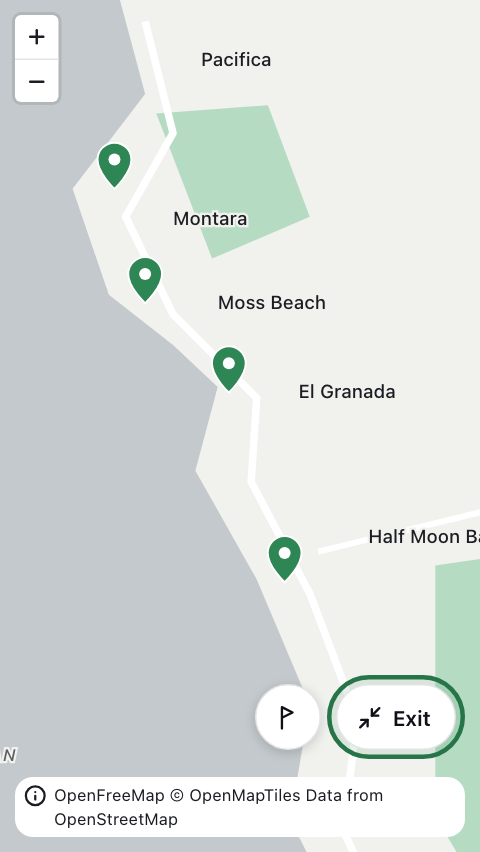 +
−
Pacifica
Montara
Moss Beach
El Granada
Half Moon Ba
Exit
N
OpenFreeMap © OpenMapTiles Data from
OpenStreetMap